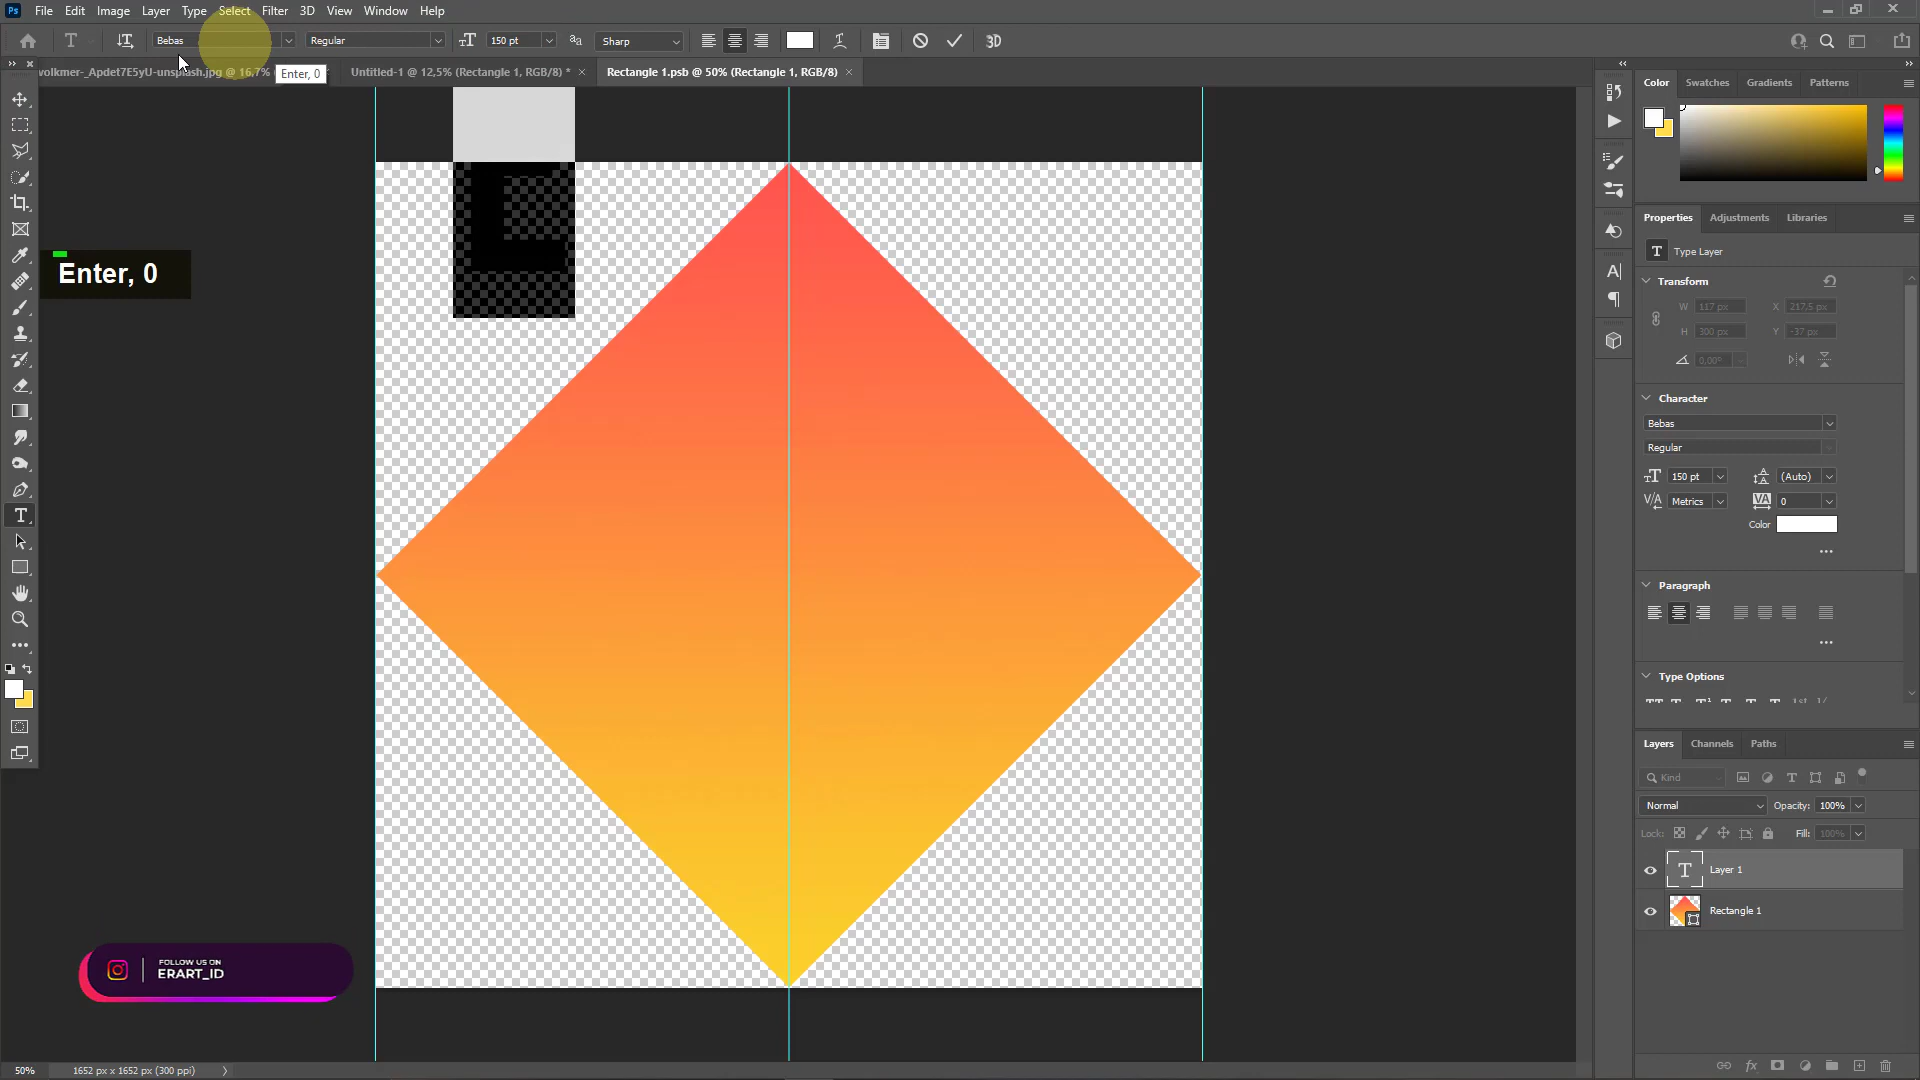 Ps File Edit Image Layer Type Select Filter 3D View Window Help
T Bebas Regular 150 pt Sharp 3D
volkmer-_Apdet7E5yU-unsplash.jpg @ 16,7% Untitled-1 @ 12,5% (Rectangle 1, RGB/8) * × Rectangle 1.psb @ 50% (Rectangle 1, RGB/8) ×
Enter, 0
Enter, 0
Color Swatches Gradients Patterns
Properties Adjustments Libraries
T Type Layer
Transform
W 117 px X 217,5 px
H 300 px Y -37 px
0,00°
Character
Bebas
Regular
150 pt (Auto)
Metrics 0
Color
Paragraph
Type Options
Layers Channels Paths
Kind
Normal Opacity: 100%
Lock: Fill: 100%
T Layer 1
Rectangle 1
FOLLOW US ON
ERART_ID
50% 1652 px x 1652 px (300 ppi)